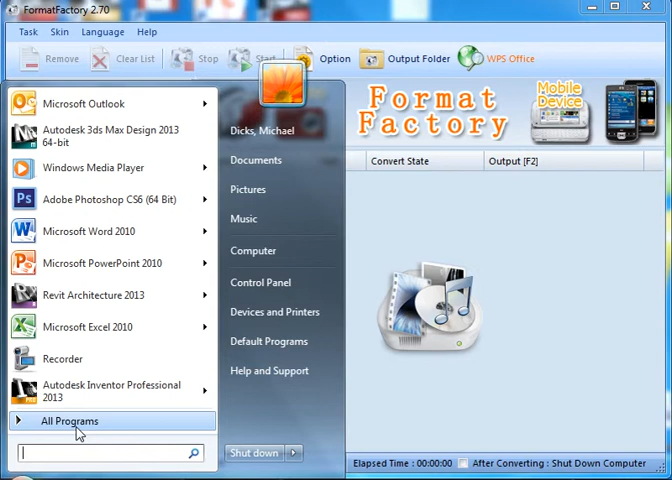 FormatFactory 2.70
Task Skin Language Help
Remove Clear List Stop Start Option Output Folder WPS Office
Format
Factory
Mobile
Device
Convert State Output [F2]
Microsoft Outlook
Autodesk 3ds Max Design 2013
64-bit
Windows Media Player
Adobe Photoshop CS6 (64 Bit)
Microsoft Word 2010
Microsoft PowerPoint 2010
Revit Architecture 2013
Microsoft Excel 2010
Recorder
Autodesk Inventor Professional
2013
All Programs
Dicks, Michael
Documents
Pictures
Music
Computer
Control Panel
Devices and Printers
Default Programs
Help and Support
Shut down
Elapsed Time : 00:00:00 After Converting : Shut Down Computer